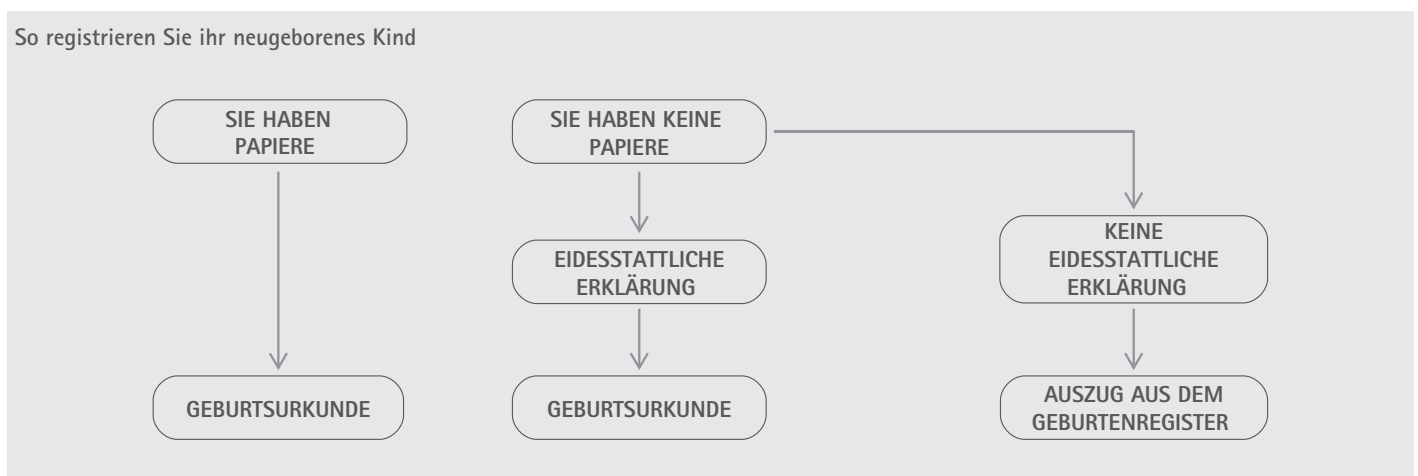 So registrieren Sie ihr neugeborenes Kind
SIE HABEN
PAPIERE
SIE HABEN KEINE
PAPIERE
EIDESSTATTLICHE
ERKLÄRUNG
KEINE
EIDESSTATTLICHE
ERKLÄRUNG
GEBURTSURKUNDE
GEBURTSURKUNDE
AUSZUG AUS DEM
GEBURTENREGISTER